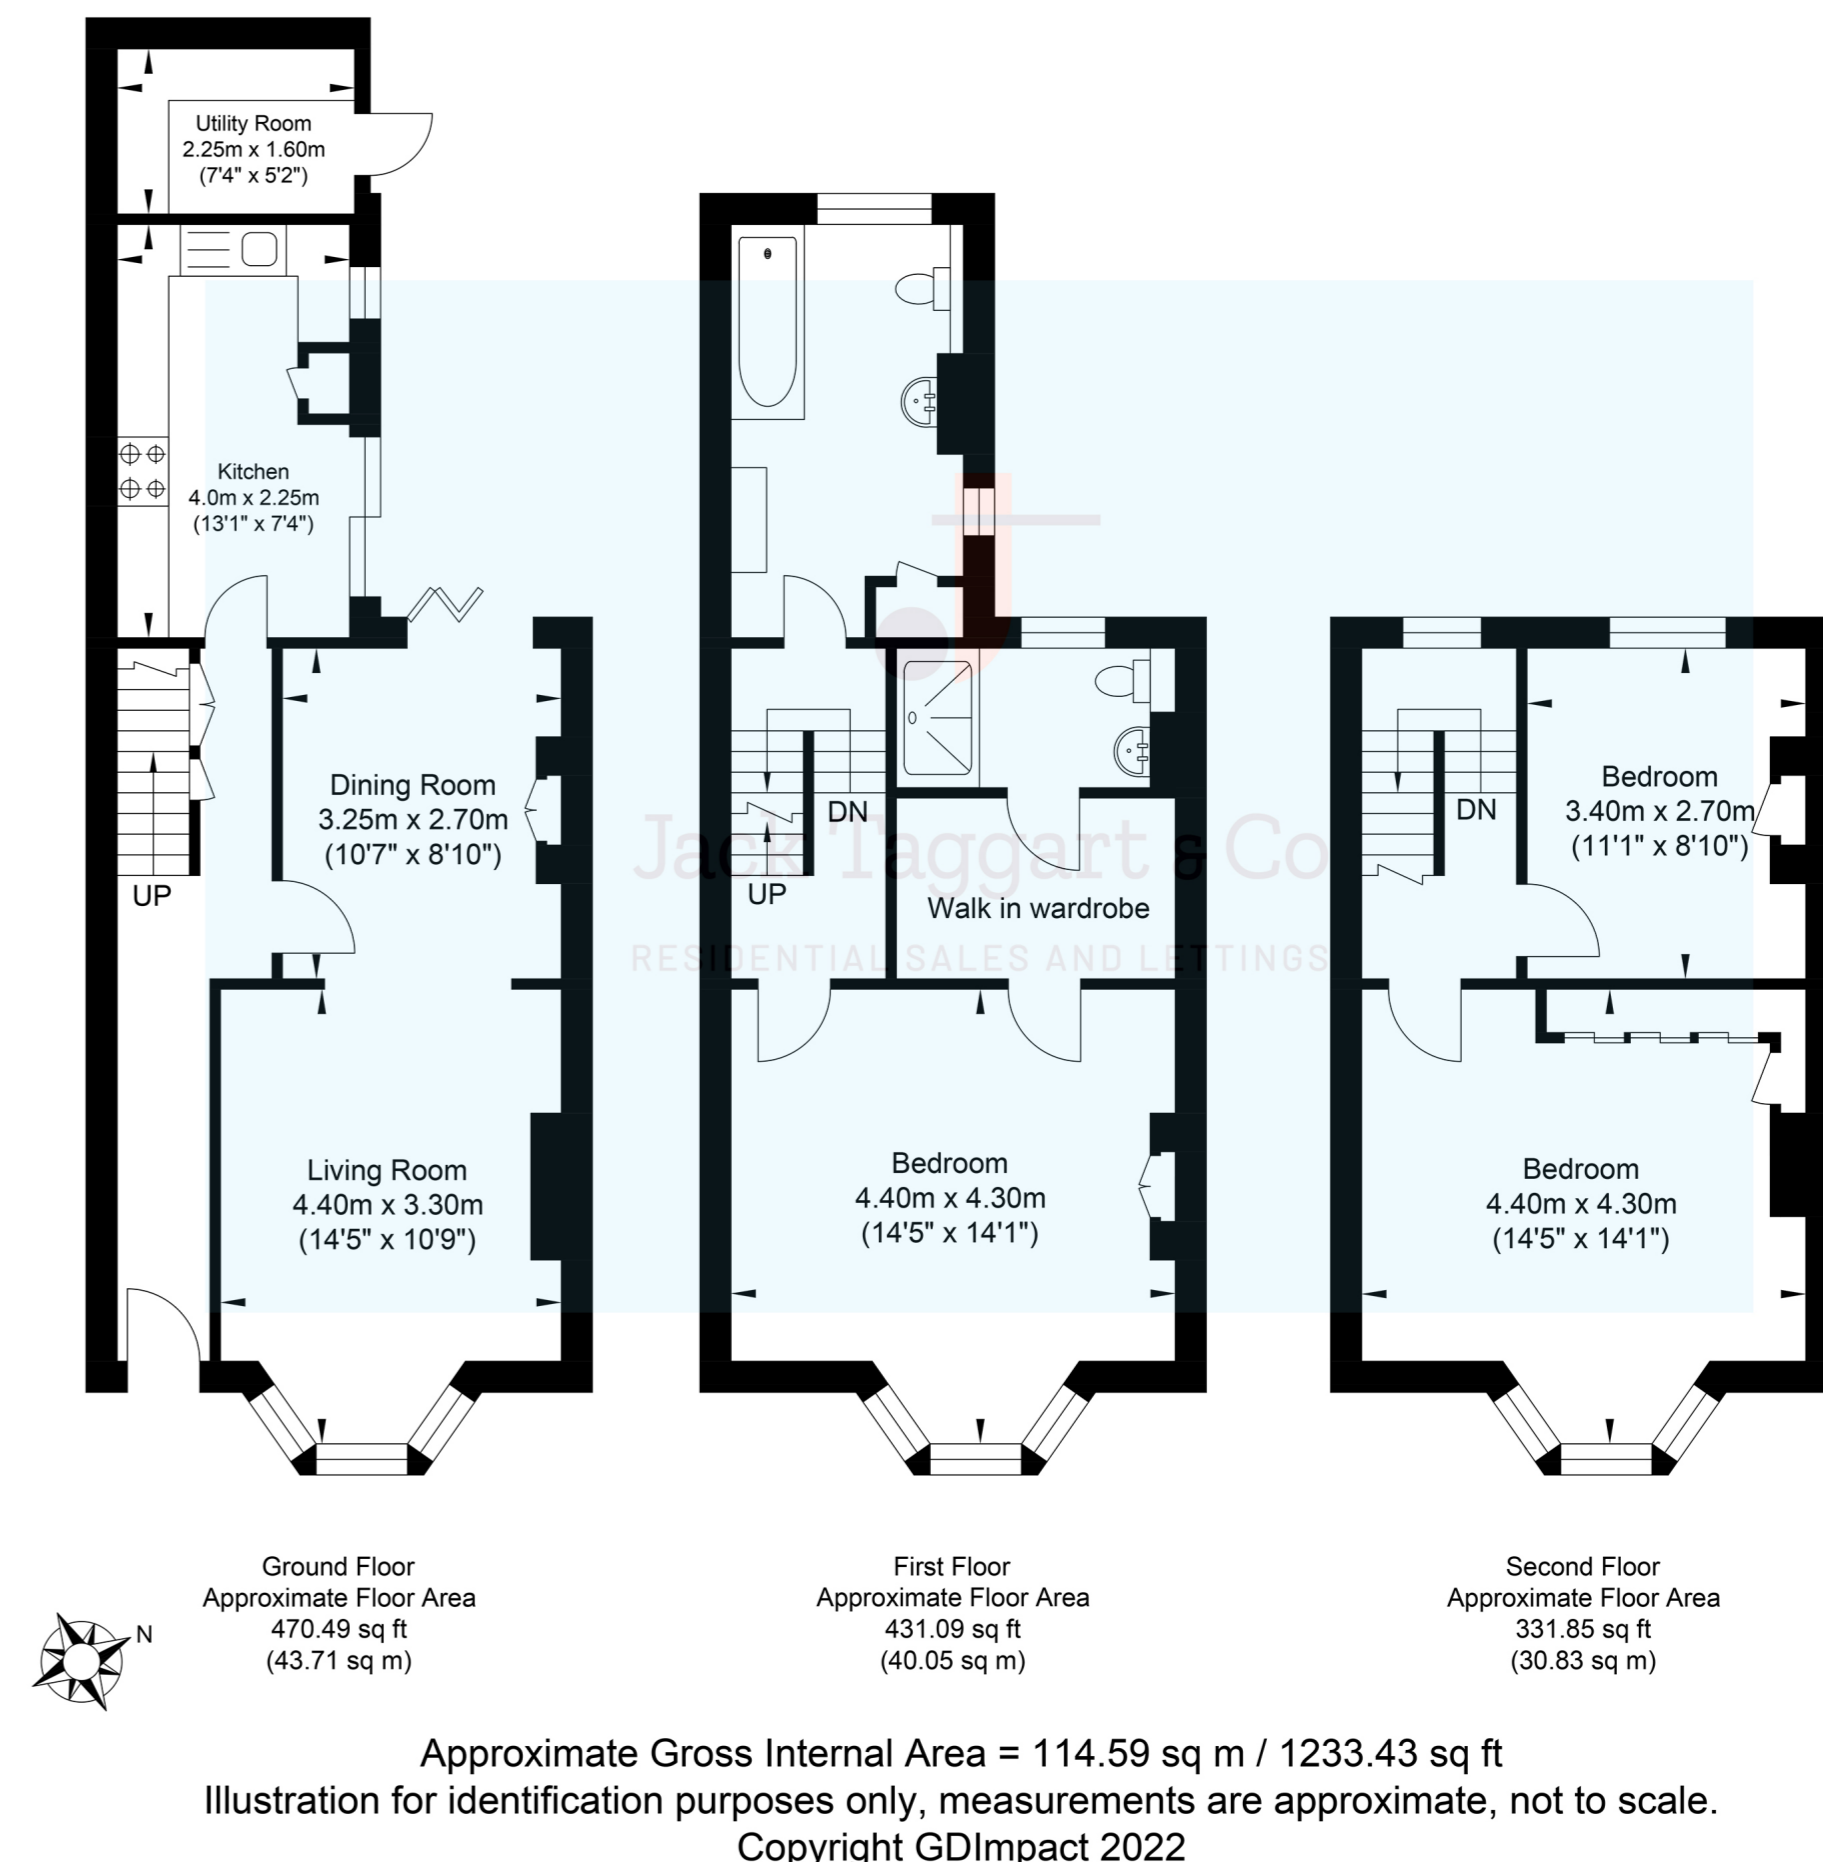 Utility Room
2.25m x 1.60m
(7'4" x 5'2")
Kitchen
4.0m x 2.25m
(13'1" x 7'4")
Dining Room
3.25m x 2.70m
(10'7" x 8'10")
UP
Living Room
4.40m x 3.30m
(14'5" x 10'9")
DN
UP
Walk in wardrobe
Bedroom
4.40m x 4.30m
(14'5" x 14'1")
Bedroom
3.40m x 2.70m
(11'1" x 8'10")
DN
Bedroom
4.40m x 4.30m
(14'5" x 14'1")
Jack Taggart & Co
RESIDENTIAL SALES AND LETTINGS
Ground Floor
Approximate Floor Area
470.49 sq ft
(43.71 sq m)
First Floor
Approximate Floor Area
431.09 sq ft
(40.05 sq m)
Second Floor
Approximate Floor Area
331.85 sq ft
(30.83 sq m)
N
Approximate Gross Internal Area = 114.59 sq m / 1233.43 sq ft
Illustration for identification purposes only, measurements are approximate, not to scale.
Copyright GDImpact 2022